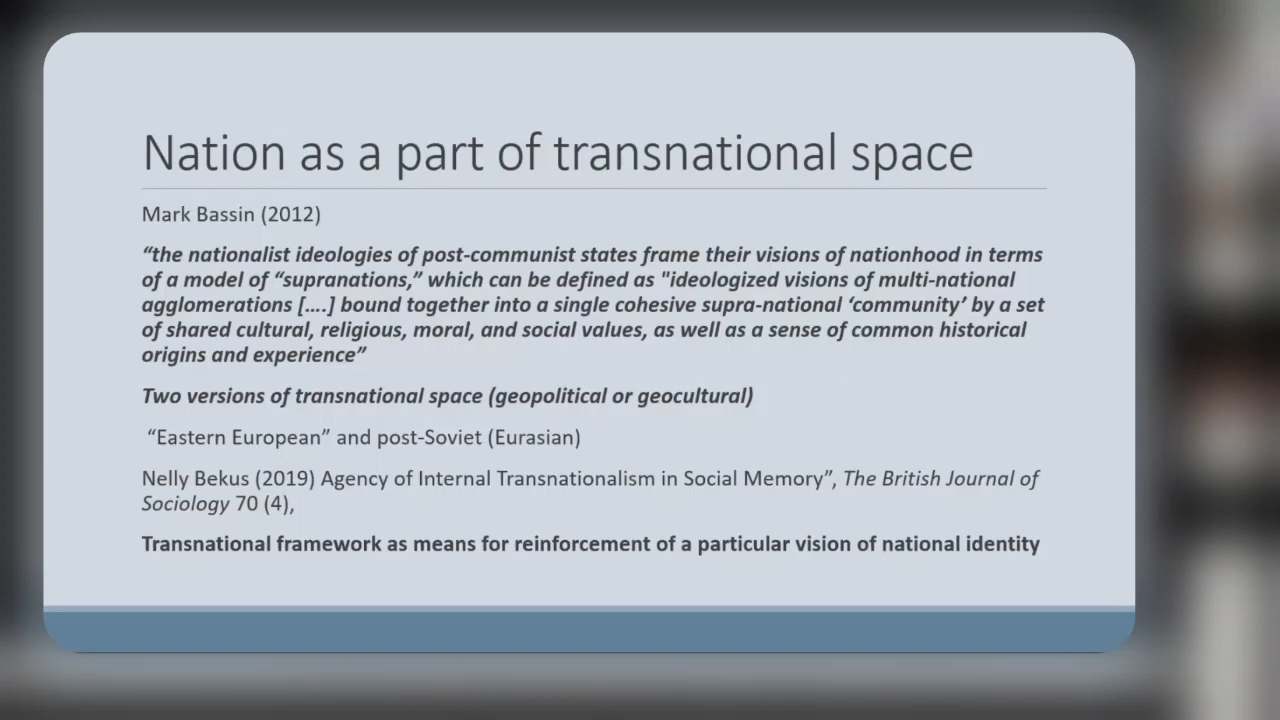 Nation as a part of transnational space
Mark Bassin (2012)
“the nationalist ideologies of post-communist states frame their visions of nationhood in terms
of a model of “supranations,” which can be defined as "ideologized visions of multi-national
agglomerations [….] bound together into a single cohesive supra-national ‘community’ by a set
of shared cultural, religious, moral, and social values, as well as a sense of common historical
origins and experience”
Two versions of transnational space (geopolitical or geocultural)
“Eastern European” and post-Soviet (Eurasian)
Nelly Bekus (2019) Agency of Internal Transnationalism in Social Memory”, The British Journal of
Sociology 70 (4),
Transnational framework as means for reinforcement of a particular vision of national identity